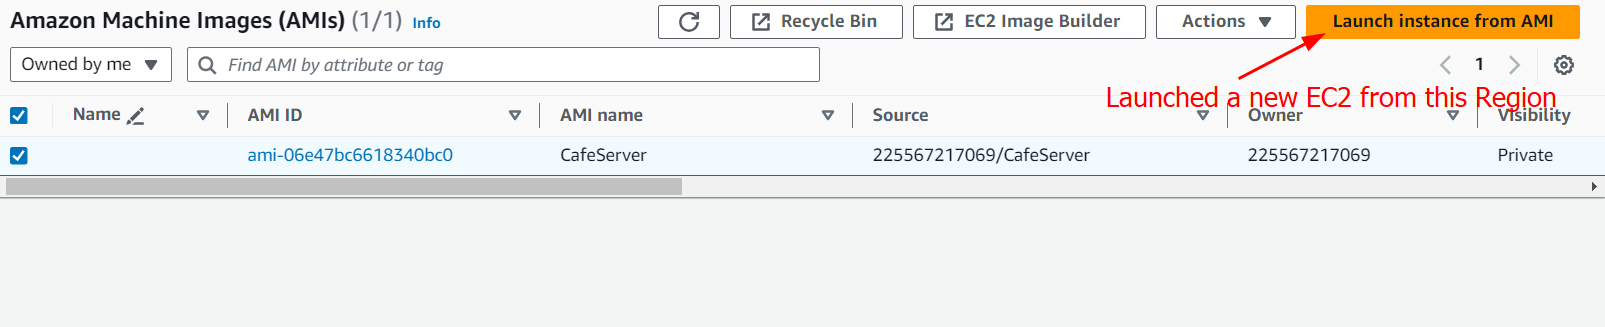 Amazon Machine Images (AMIs) (1/1) Info
Recycle Bin
EC2 Image Builder
Actions
Launch instance from AMI
Owned by me
Find AMI by attribute or tag
1
Launched a new EC2 from this Region
Name
AMI ID
AMI name
Source
Owner
Visibility
ami-06e47bc6618340bc0
CafeServer
225567217069/CafeServer
225567217069
Private